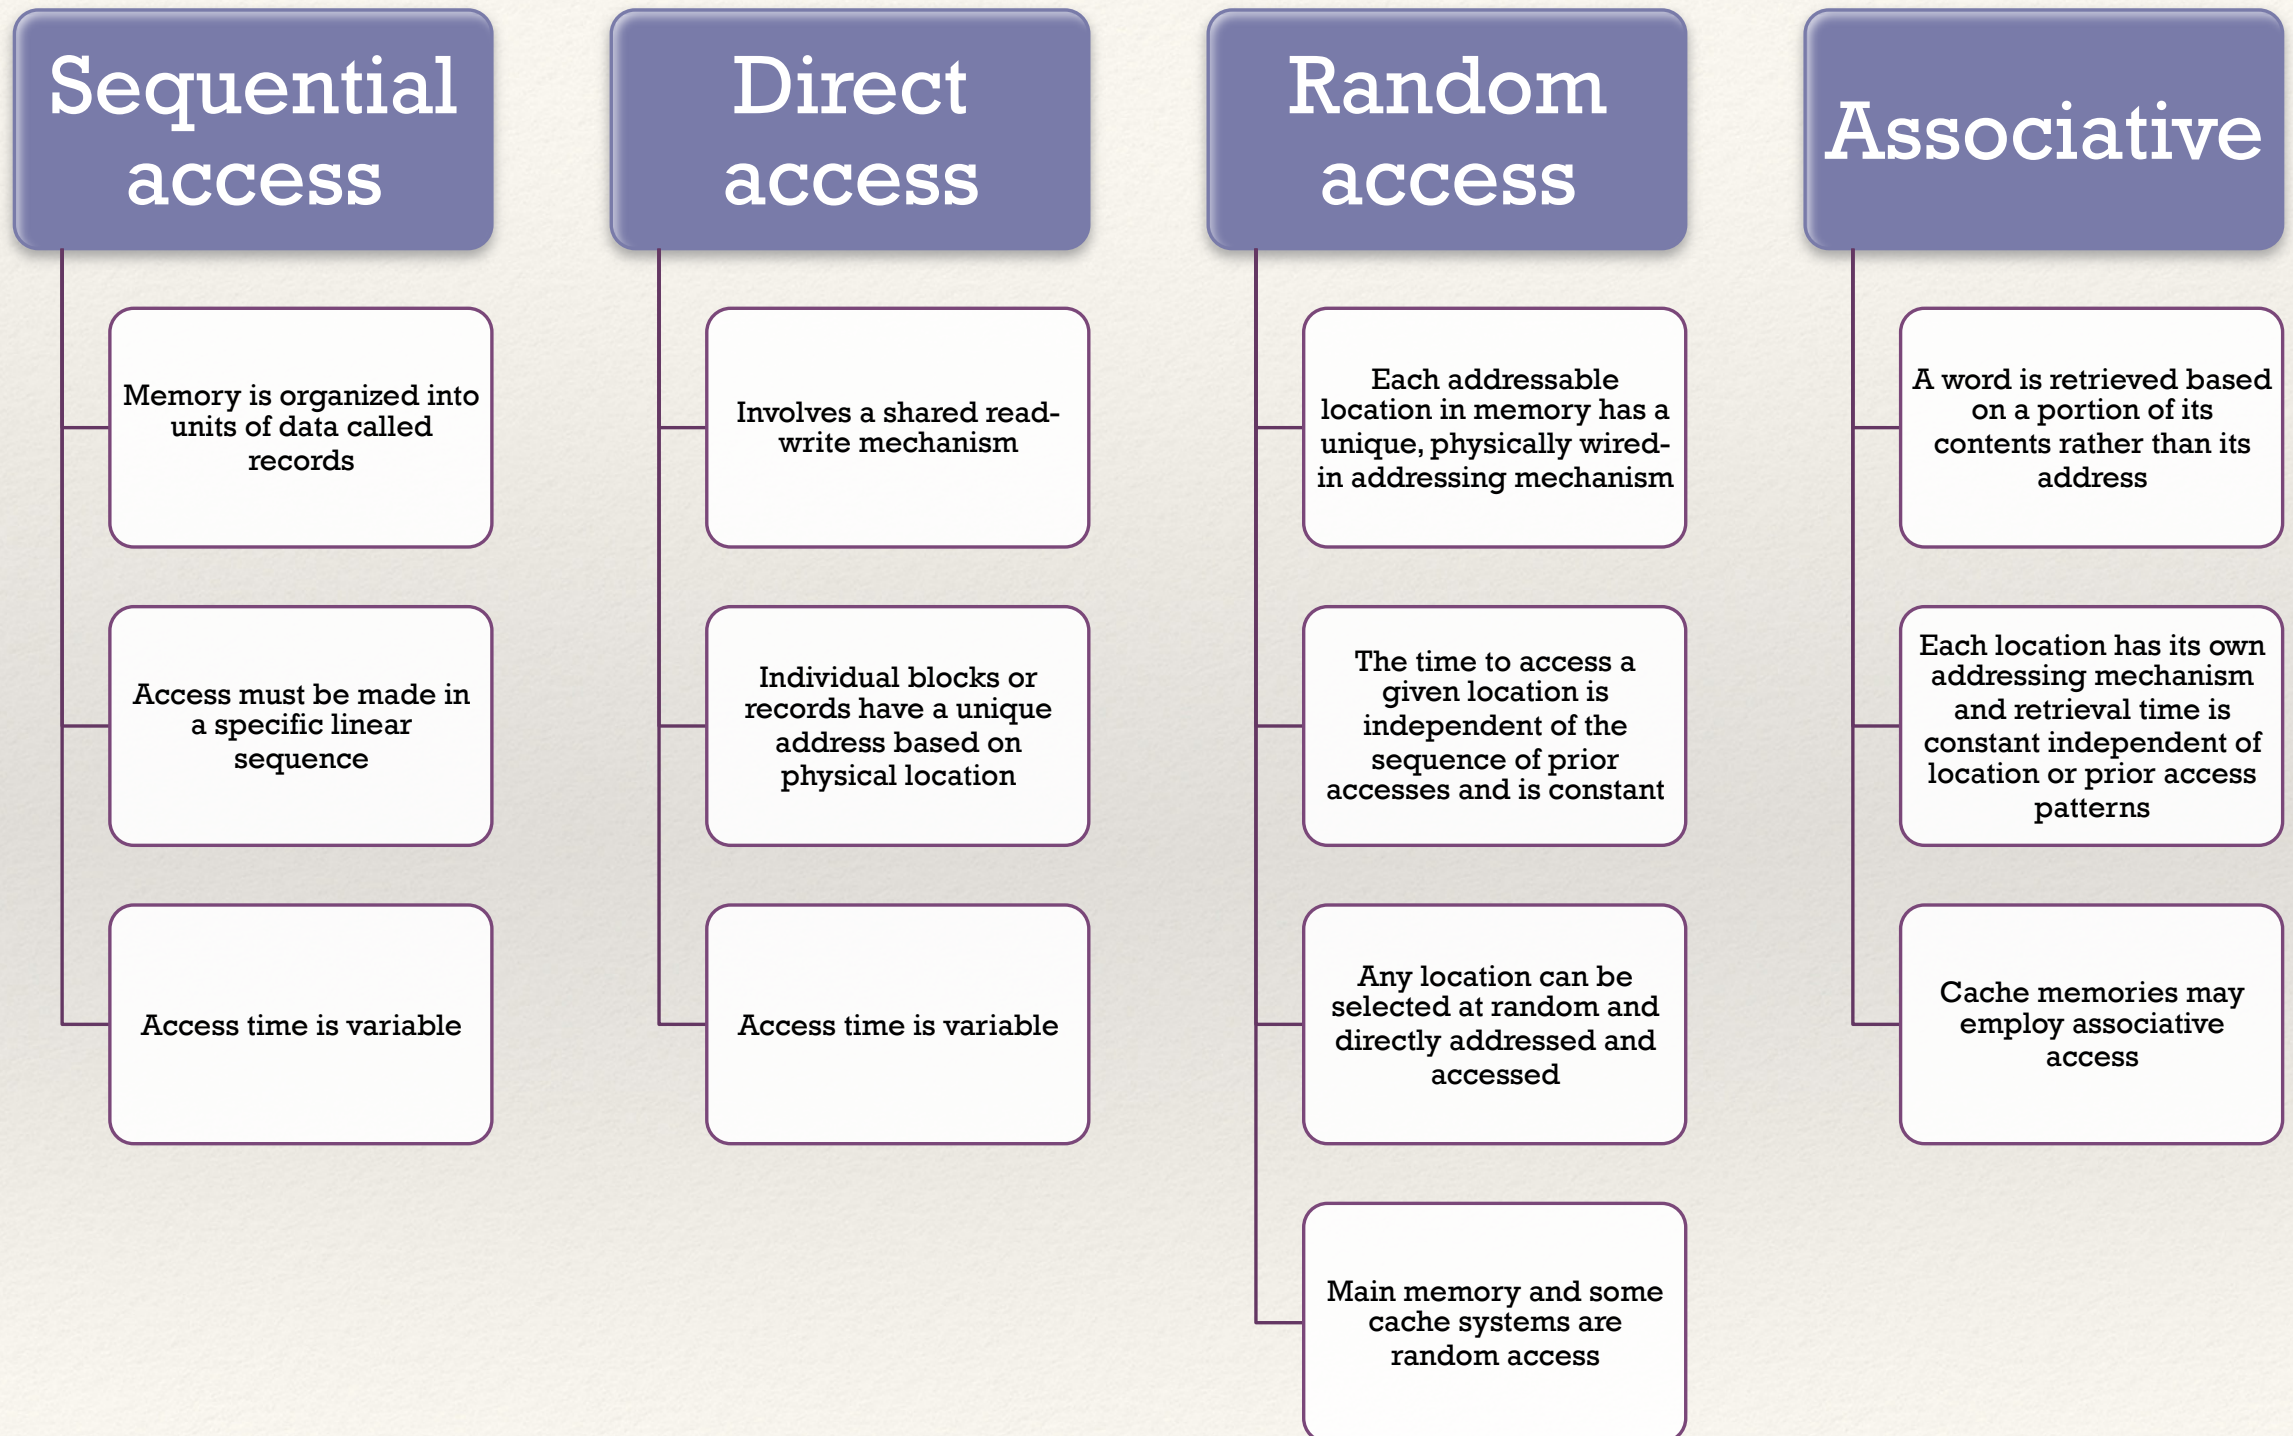 Sequential
access
Memory is organized into
units of data called
records
Access must be made in
a specific linear
sequence
Access time is variable
Direct
access
Involves a shared read-
write mechanism
Individual blocks or
records have a unique
address based on
physical location
Access time is variable
Random
access
Each addressable
location in memory has a
unique, physically wired-
in addressing mechanism
The time to access a
given location is
independent of the
sequence of prior
accesses and is constant
Any location can be
selected at random and
directly addressed and
accessed
Main memory and some
cache systems are
random access
Associative
A word is retrieved based
on a portion of its
contents rather than its
address
Each location has its own
addressing mechanism
and retrieval time is
constant independent of
location or prior access
patterns
Cache memories may
employ associative
access